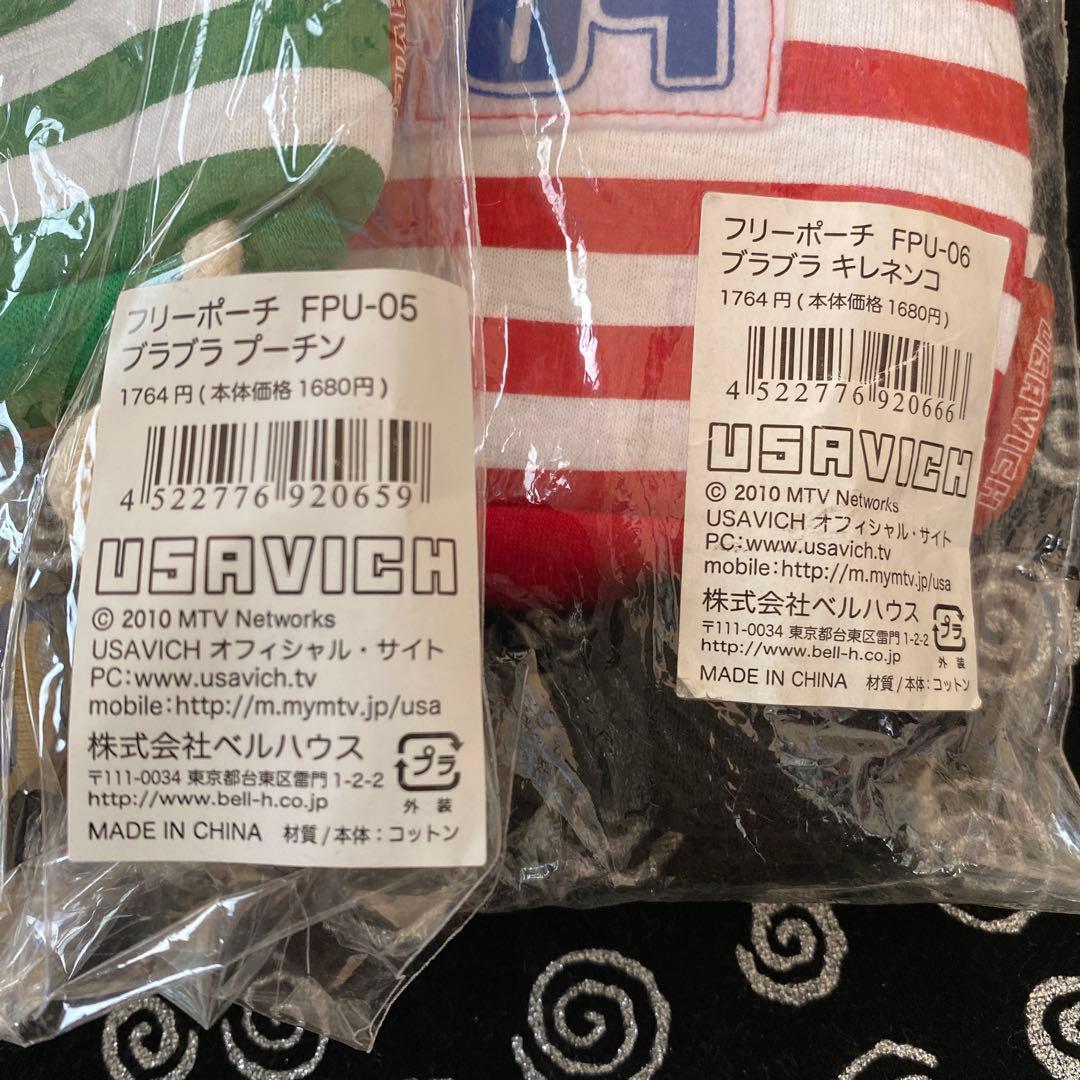 フリーポーチ FPU-05
ブラブラ プーチン
1764円(本体価格1680円)
4 522776 920659
USAVICH
© 2010 MTV Networks
USAVICH オフィシャル・サイト
PC:www.usavich.tv
mobile:http://m.mymtv.jp/usa
株式会社ベルハウス
〒111-0034 東京都台東区雷門1-2-2
http://www.bell-h.co.jp
プラ
外装
MADE IN CHINA 材質/本体:コットン
04
フリーポーチ FPU-06
ブラブラ キレネンコ
1764円(本体価格1680円)
4 522776 920666
USAVICH
© 2010 MTV Networks
USAVICH オフィシャル・サイト
PC:www.usavich.tv
mobile:http://m.mymtv.jp/usa
株式会社ベルハウス
〒111-0034 東京都台東区雷門1-2-2
http://www.bell-h.co.jp
プラ
外装
MADE IN CHINA 材質/本体:コットン
USAVICH